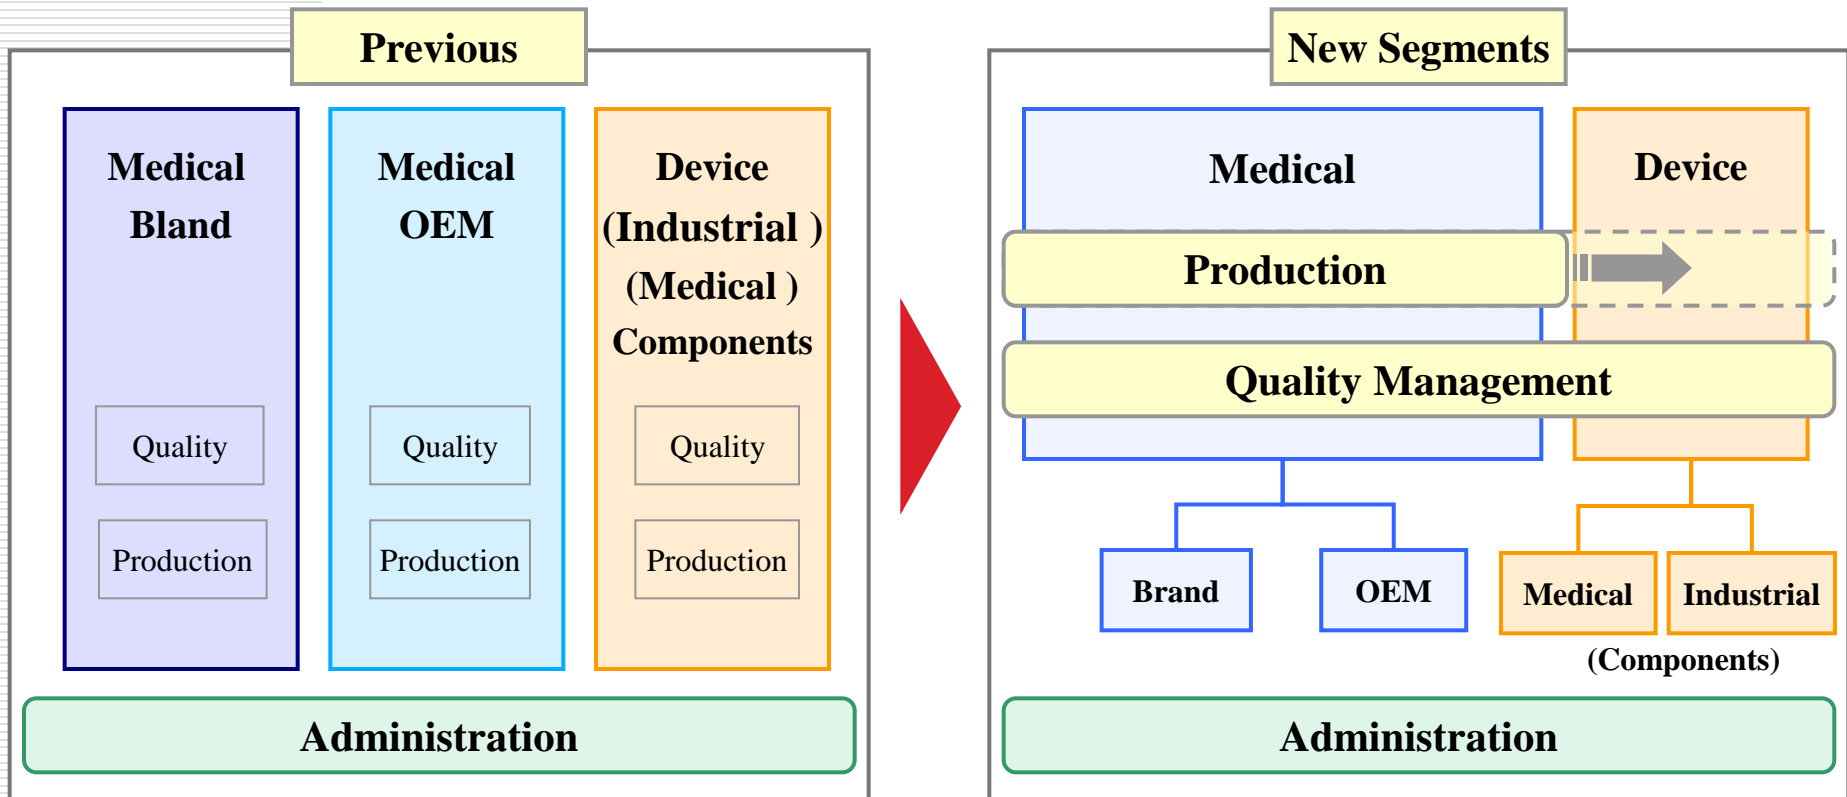 Previous
Medical
Bland
Quality
Production
Medical
OEM
Quality
Production
Device
(Industrial )
(Medical )
Components
Quality
Production
Administration
New Segments
Medical
Device
Production
Quality Management
Brand
OEM
Medical
Industrial
(Components)
Administration